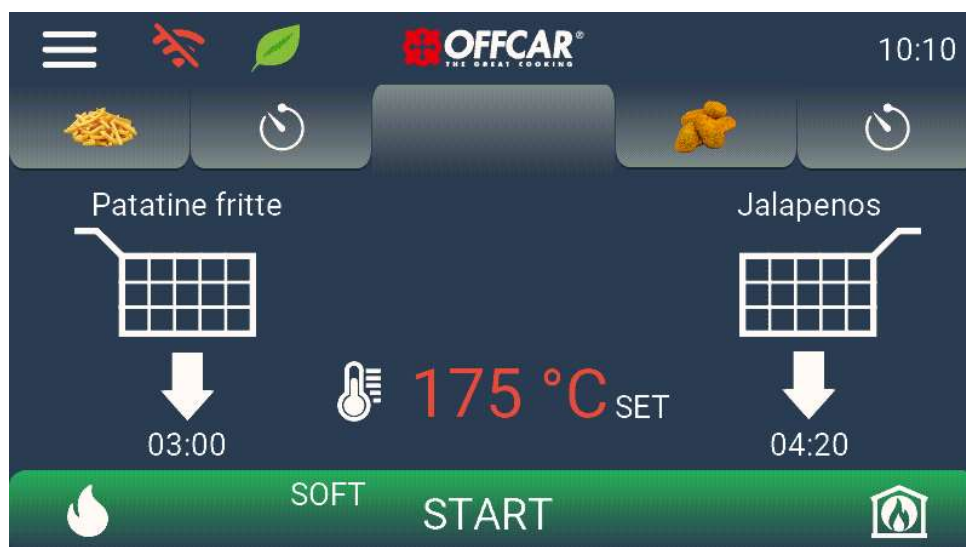 OFFCAR®
THE GREAT COOKING
10:10
Patatine fritte
Jalapenos
175 °C SET
03:00
04:20
SOFT
START